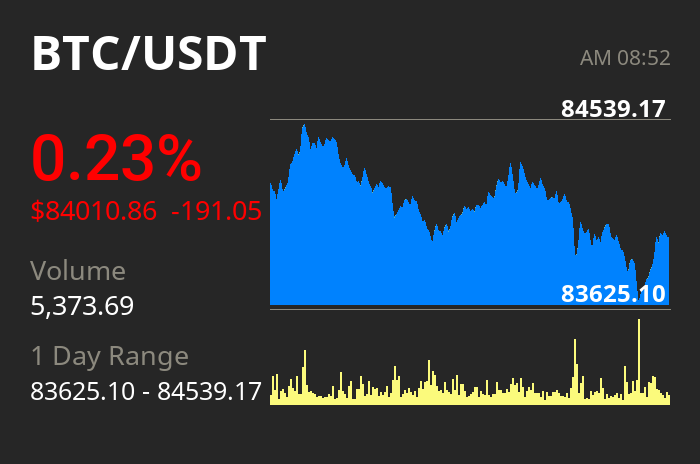 BTC/USDT
AM 08:52
84539.17
0.23%
$84010.86 -191.05
Volume
5,373.69
83625.10
1 Day Range
83625.10 - 84539.17